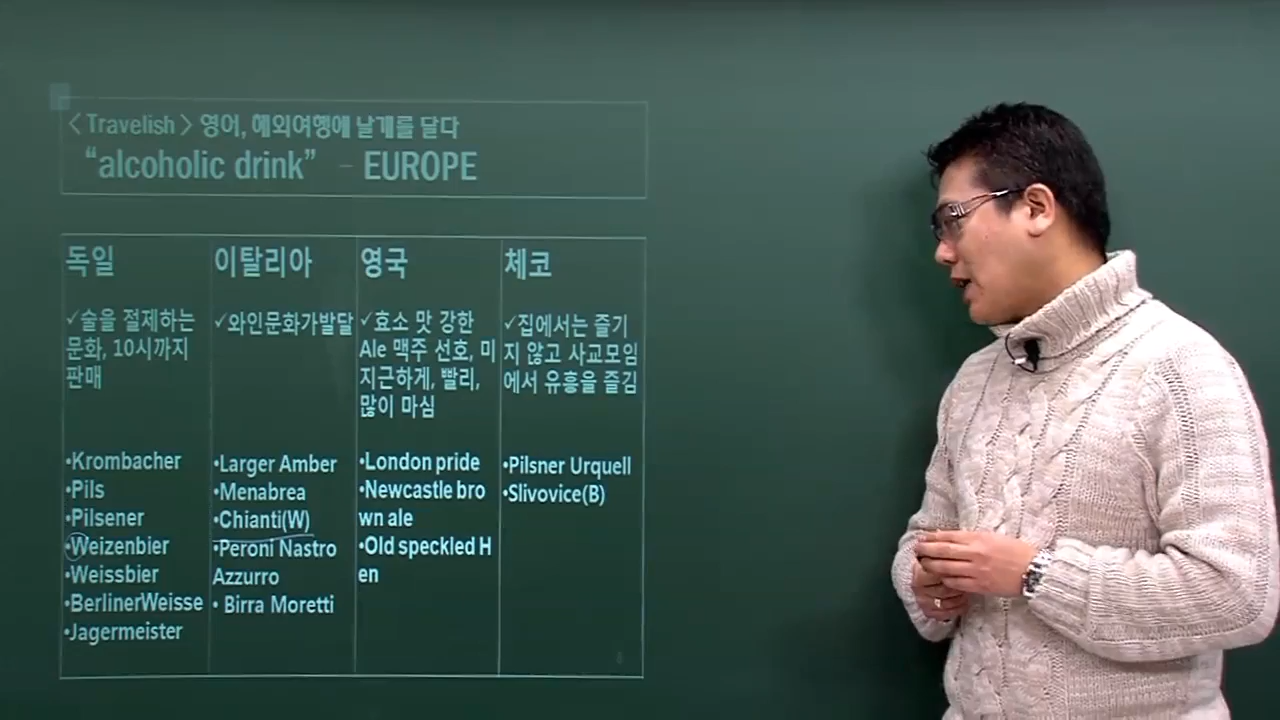 〈 Travelish 〉 영어, 해외여행에 날개를 달다
“alcoholic drink” – EUROPE
독일
✓술을 절제하는
문화, 10시까지
판매
•Krombacher
•Pils
•Pilsener
•Weizenbier
•Weissbier
•BerlinerWeisse
•Jagermeister
이탈리아
✓와인문화가발달
•Larger Amber
•Menabrea
•Chianti(W)
•Peroni Nastro
Azzurro
• Birra Moretti
영국
✓효소 맛 강한
Ale 맥주 선호, 미
지근하게, 빨리,
많이 마심
•London pride
•Newcastle bro
wn ale
•Old speckled H
en
체코
✓집에서는 즐기
지 않고 사교모임
에서 유흥을 즐김
•Pilsner Urquell
•Slivovice(B)